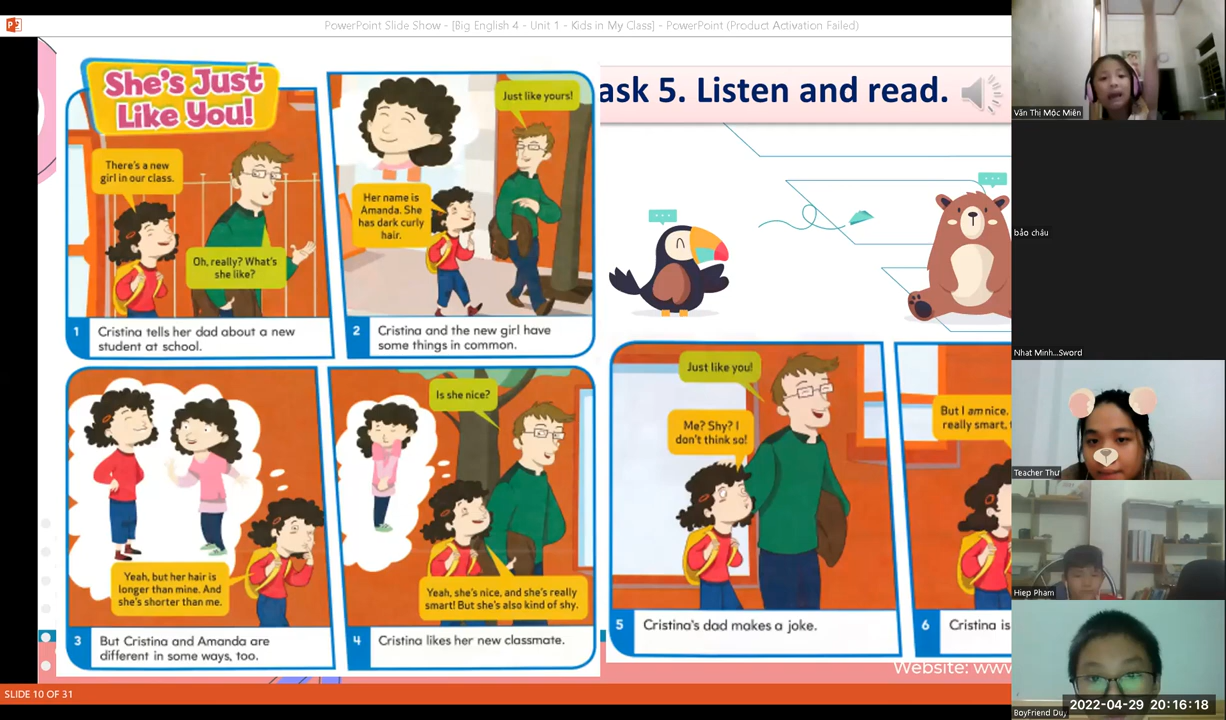 PowerPoint Slide Show - [Big English 4 - Unit 1 - Kids in My Class] - PowerPoint (Product Activation Failed)
She's Just
Like You!
There's a new
girl in our class.
Oh, really? What's
she like?
1 Cristina tells her dad about a new
student at school.
Just like yours!
Her name is
Amanda. She
has dark curly
hair.
2 Cristina and the new girl have
some things in common.
Yeah, but her hair is
longer than mine. And
she's shorter than me.
3 But Cristina and Amanda are
different in some ways, too.
Is she nice?
Yeah, she's nice, and she's really
smart! But she's also kind of shy.
4 Cristina likes her new classmate.
ask 5. Listen and read.
Just like you!
Me? Shy? I
don't think so!
5 Cristina's dad makes a joke.
But I am nice.
really smart,
6 Cristina is
Website: www
SLIDE 10 OF 31
Văn Thị Mộc Miên
bảo châu
Nhat Minh...Sword
Teacher Thư
Hiep Pham
BoyFriend Duy
2022-04-29 20:16:18